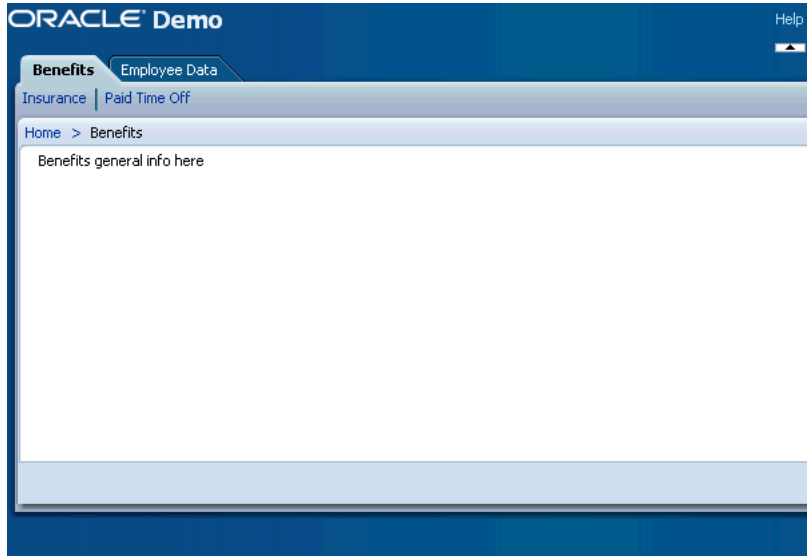 ORACLE Demo
Help
Benefits Employee Data
Insurance | Paid Time Off
Home > Benefits
Benefits general info here